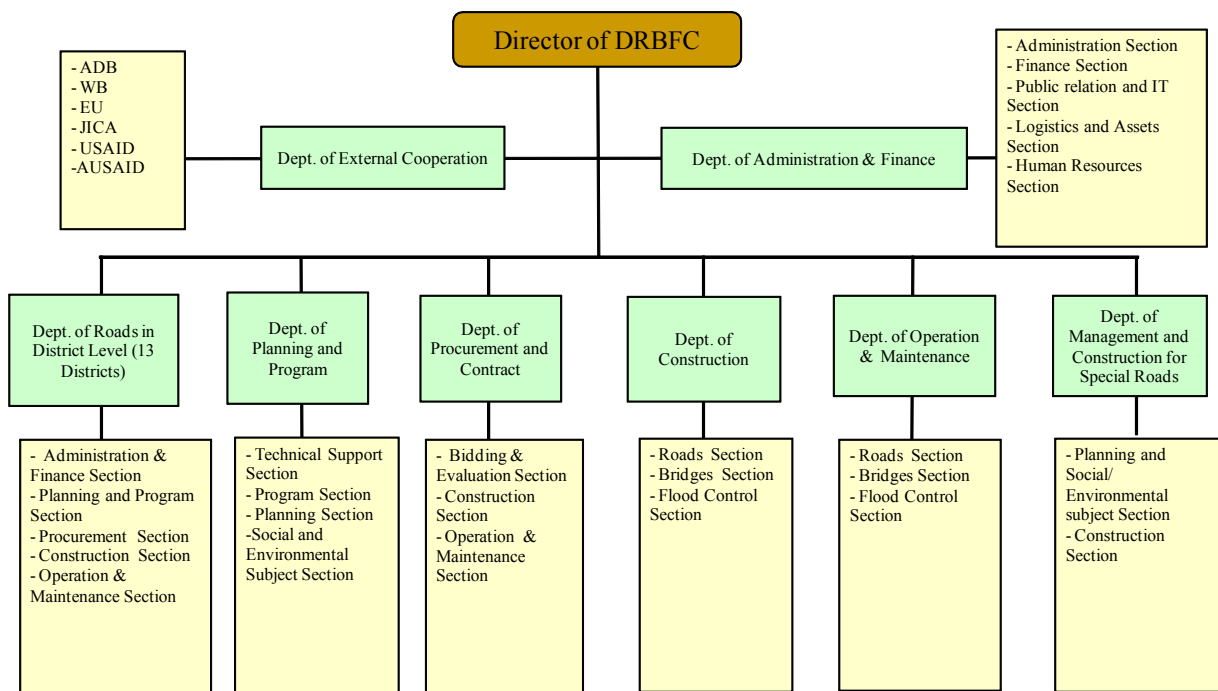 Director of DRBFC
- ADB
- WB
- EU
- JICA
- USAID
-AUSAID
Dept. of External Cooperation
Dept. of Administration & Finance
- Administration Section
- Finance Section
- Public relation and IT
Section
- Logistics and Assets
Section
- Human Resources
Section
Dept. of Roads in
District Level (13
Districts)
Dept. of
Planning and
Program
Dept. of
Procurement and
Contract
Dept. of
Construction
Dept. of Operation
& Maintenance
Dept. of
Management and
Construction for
Special Roads
- Administration &
Finance Section
- Planning and Program
Section
- Procurement Section
- Construction Section
- Operation &
Maintenance Section
- Technical Support
Section
- Program Section
- Planning Section
-Social and
Environmental
Subject Section
- Bidding &
Evaluation Section
- Construction
Section
- Operation &
Maintenance
Section
- Roads Section
- Bridges Section
- Flood Control
Section
- Roads Section
- Bridges Section
- Flood Control
Section
- Planning and
Social/
Environmental
subject Section
- Construction
Section